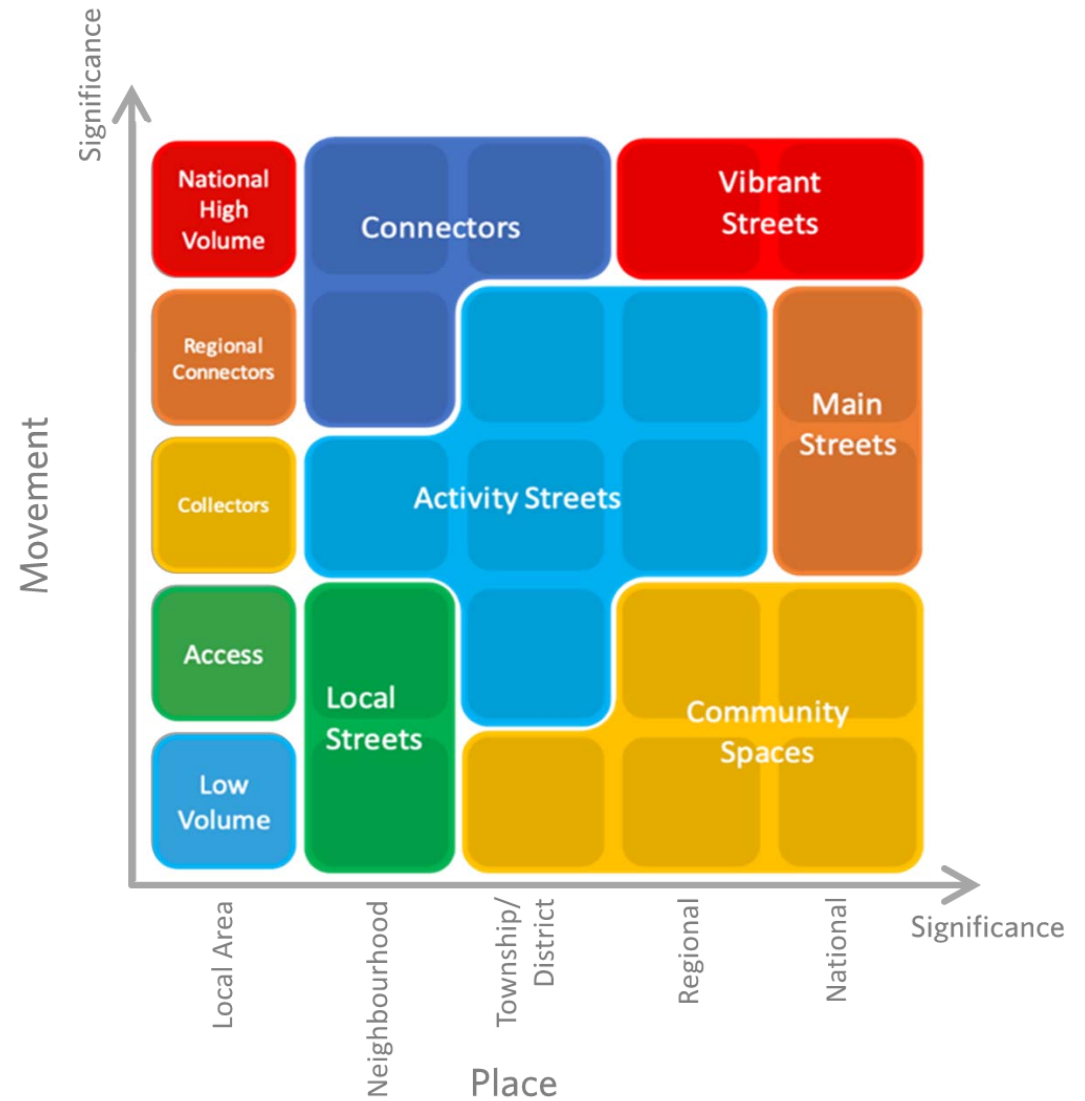 Significance
National
High
Volume
Connectors
Vibrant
Streets
Regional
Connectors
Main
Streets
Movement
Collectors
Activity Streets
Access
Local
Streets
Community
Spaces
Low
Volume
Local Area
Neighbourhood
Township/
District
Regional
National
Significance
Place